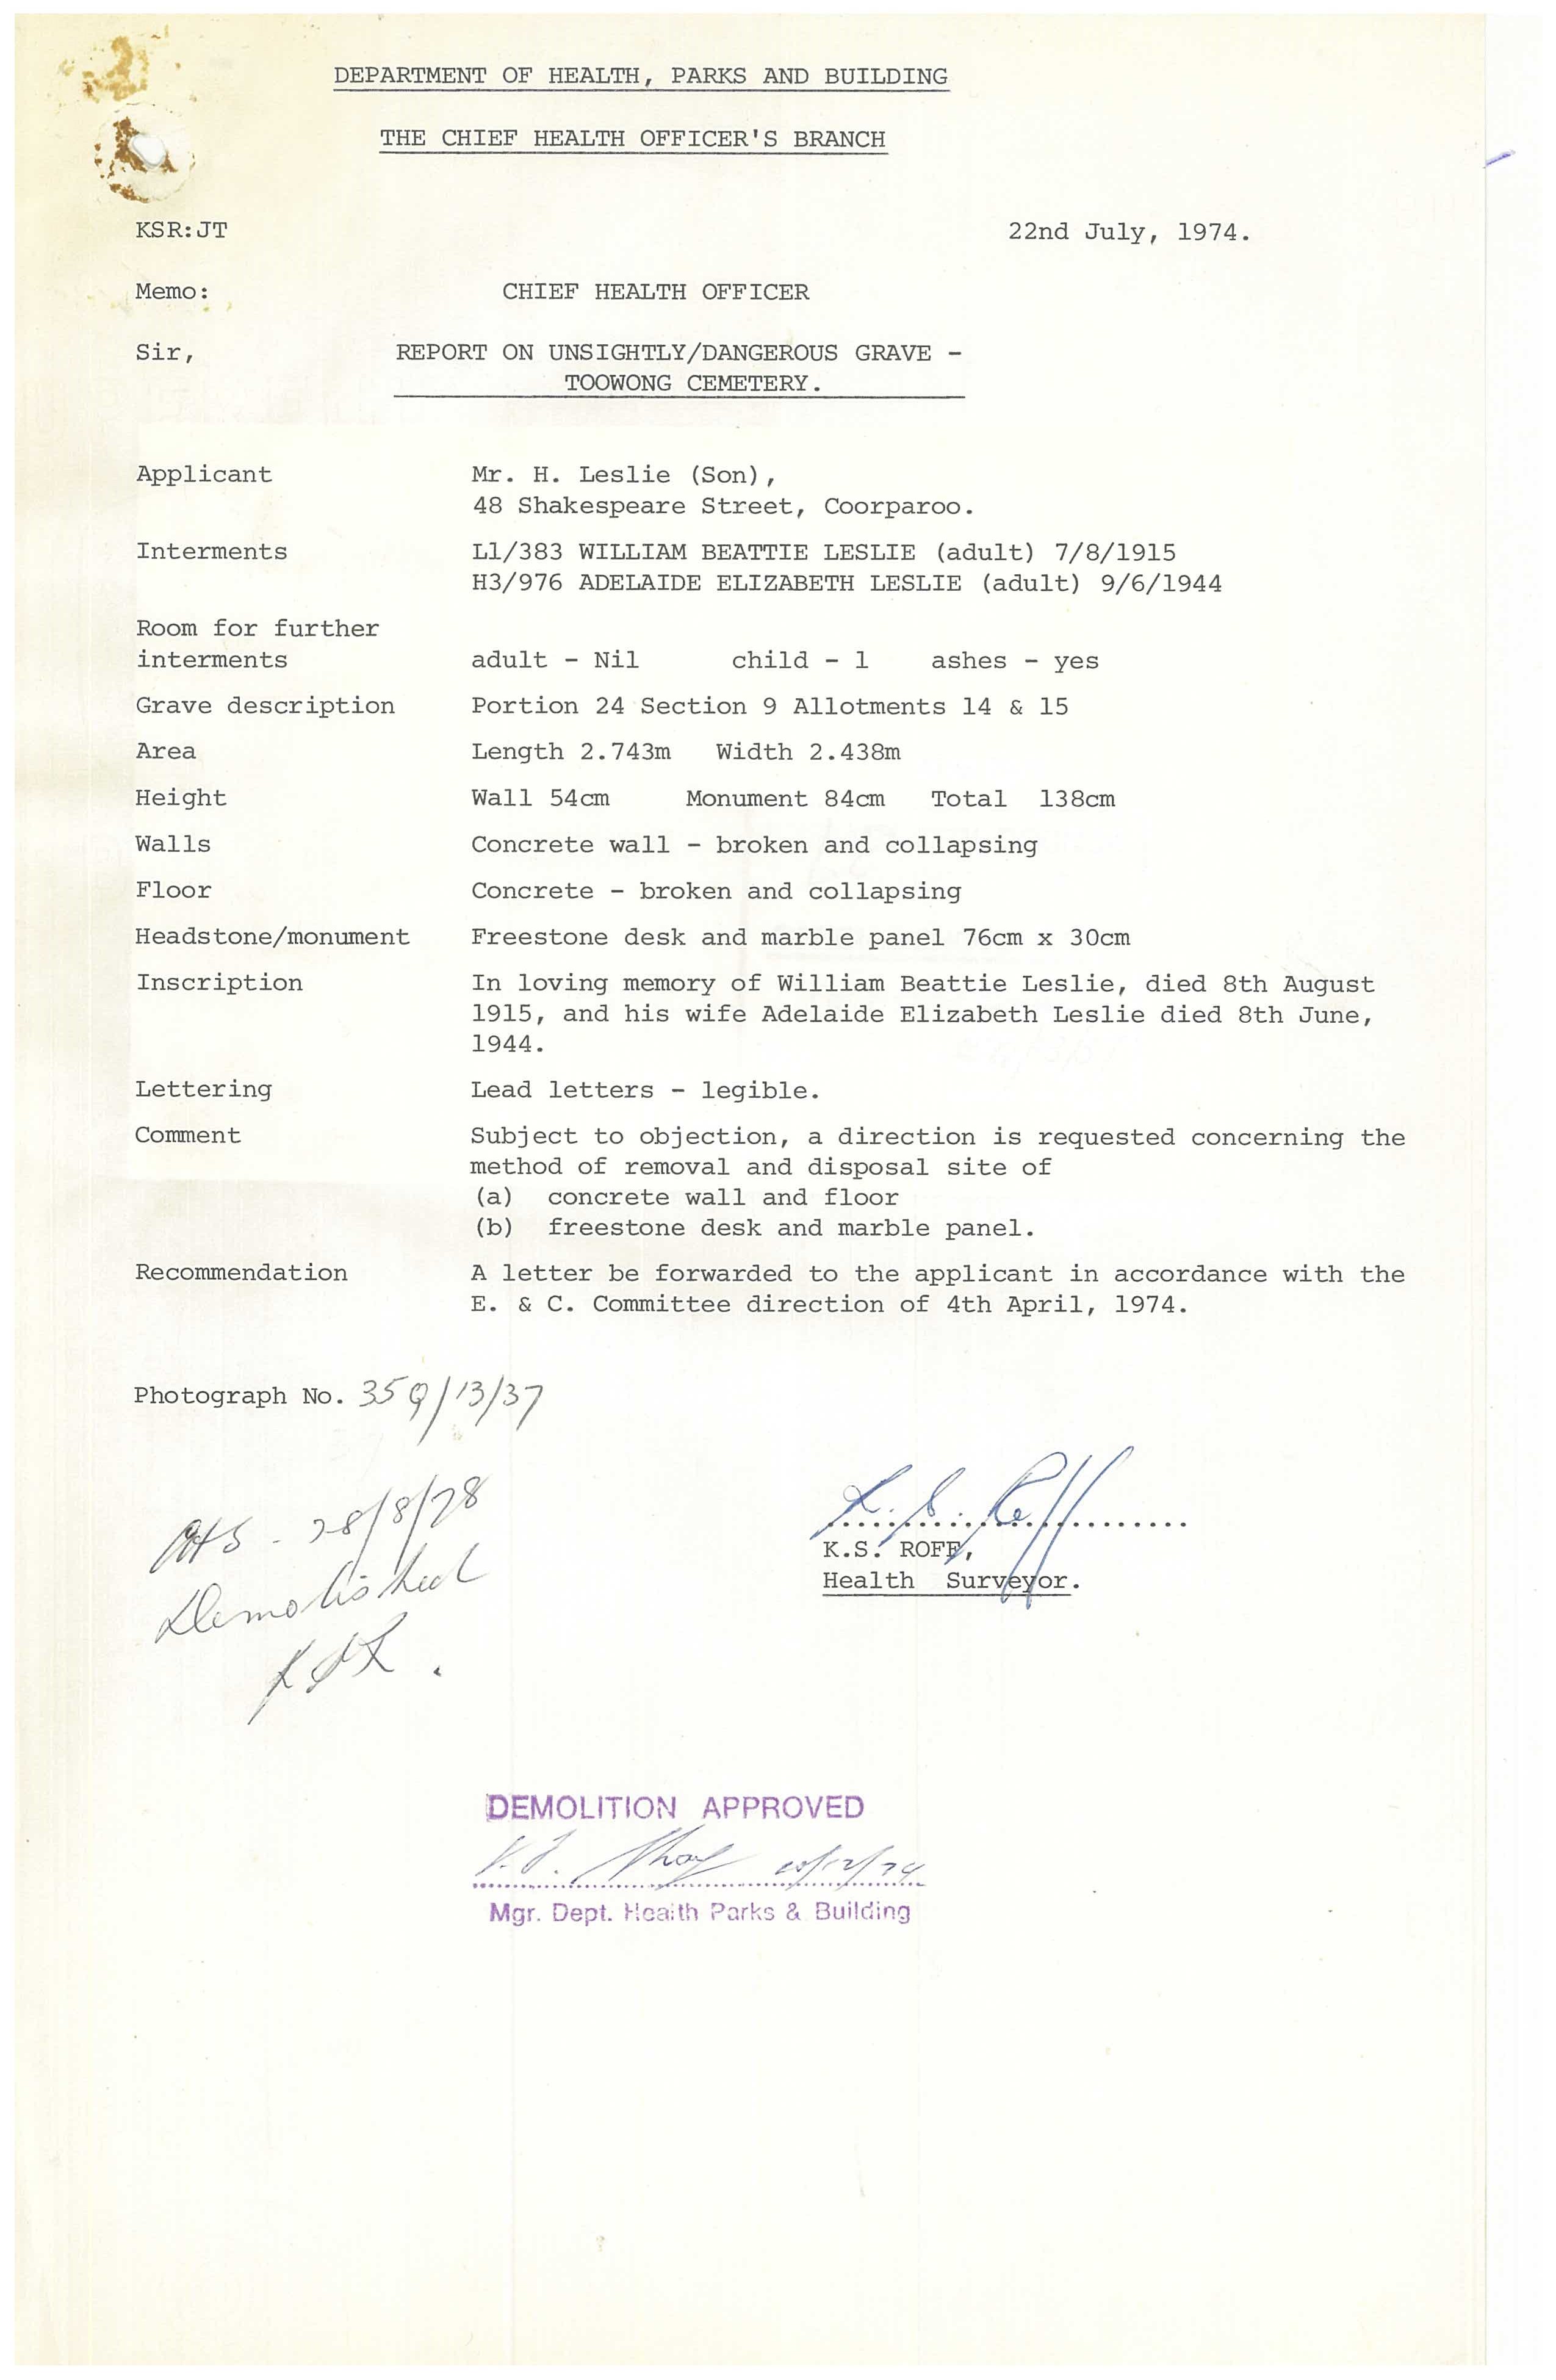 DEPARTMENT OF HEALTH, PARKS AND BUILDING
THE CHIEF HEALTH OFFICER'S BRANCH
KSR:JT 22nd July, 1974.
Memo: CHIEF HEALTH OFFICER
Sir, REPORT ON UNSIGHTLY/DANGEROUS GRAVE -
TOOWONG CEMETERY.
Applicant Mr. H. Leslie (Son),
48 Shakespeare Street, Coorparoo.
Interments L1/383 WILLIAM BEATTIE LESLIE (adult) 7/8/1915
H3/976 ADELAIDE ELIZABETH LESLIE (adult) 9/6/1944
Room for further
interments adult - Nil child - 1 ashes - yes
Grave description Portion 24 Section 9 Allotments 14 & 15
Area Length 2.743m Width 2.438m
Height Wall 54cm Monument 84cm Total 138cm
Walls Concrete wall - broken and collapsing
Floor Concrete - broken and collapsing
Headstone/monument Freestone desk and marble panel 76cm x 30cm
Inscription In loving memory of William Beattie Leslie, died 8th August
1915, and his wife Adelaide Elizabeth Leslie died 8th June,
1944.
Lettering Lead letters - legible.
Comment Subject to objection, a direction is requested concerning the
method of removal and disposal site of
(a) concrete wall and floor
(b) freestone desk and marble panel.
Recommendation A letter be forwarded to the applicant in accordance with the
E. & C. Committee direction of 4th April, 1974.
Photograph No. 35Q/13/37
28/8/78
Demolished
K. S. Roff
K.S. ROFF,
Health Surveyor.
DEMOLITION APPROVED
Mgr. Dept. Health Parks & Building